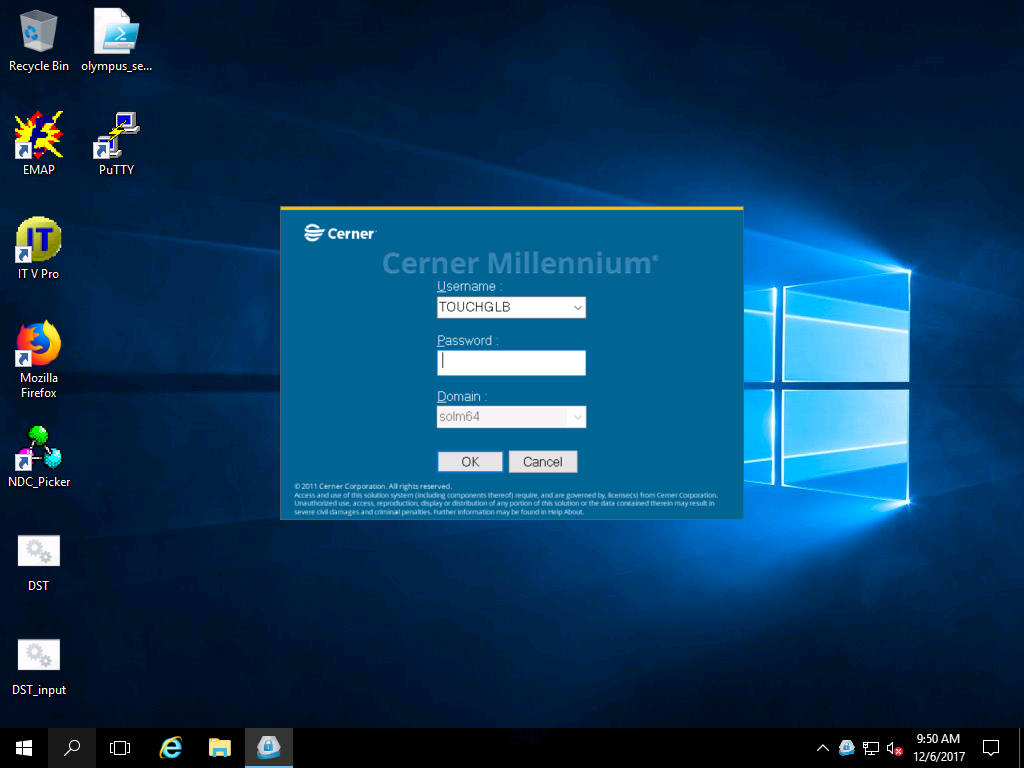 Recycle Bin
olympus_se...
EMAP
PuTTY
IT
IT V Pro
Mozilla
Firefox
NDC_Picker
DST
DST_input
Cerner
Cerner Millennium®
Username :
TOUCHGLB
Password :
Domain :
solm64
OK
Cancel
© 2011 Cerner Corporation. All rights reserved.
Access and use of this solution system (including components thereof) require, and are governed by, license(s) from Cerner Corporation.
Unauthorized use, access, reproduction, display or distribution of any portion of this solution or the data contained therein may result in
severe civil damages and criminal penalties. Further information may be found in Help About.
9:50 AM
12/6/2017